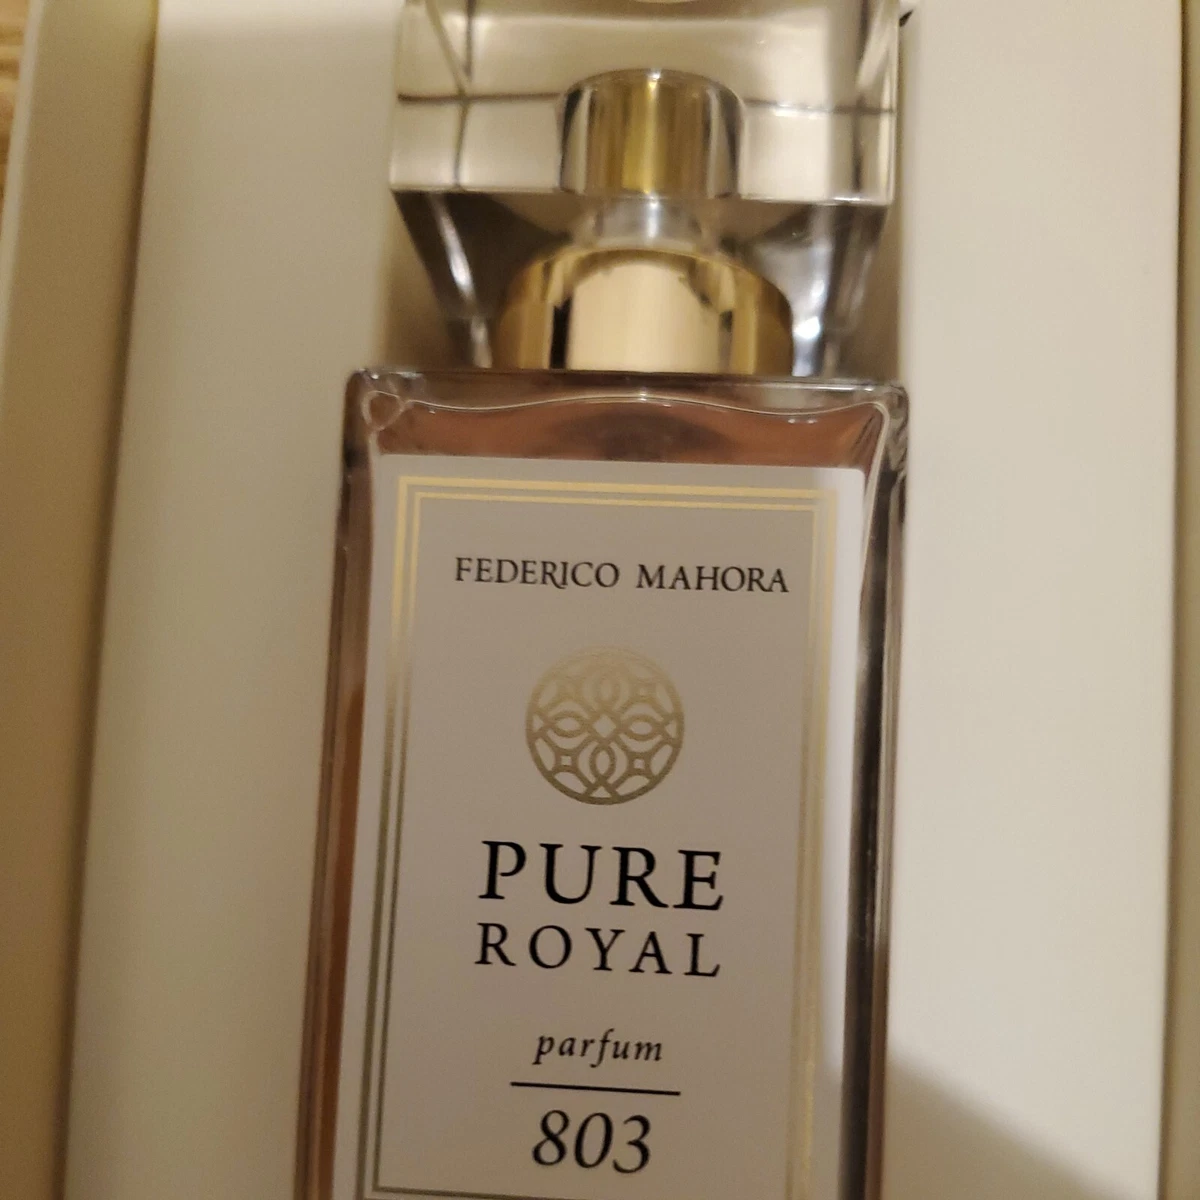 FEDERICO MAHORA
PURE
ROYAL
parfum
803